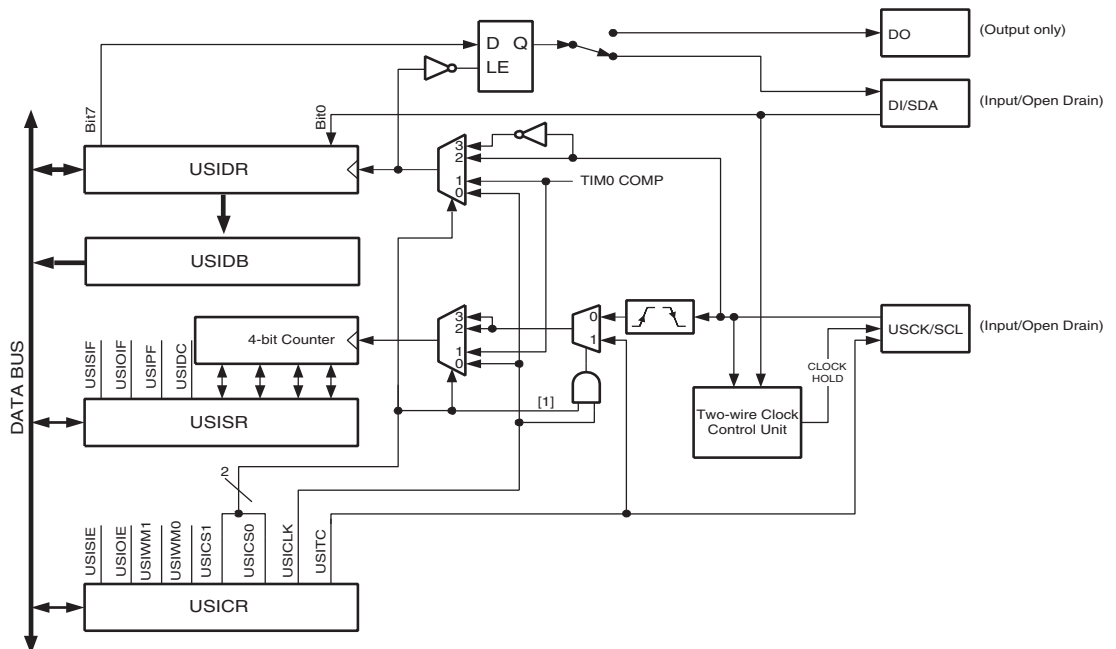 D Q
LE
DO
(Output only)
DI/SDA
(Input/Open Drain)
Bit7
Bit0
USIDR
3
2
1
0
TIM0 COMP
USIDB
DATA BUS
4-bit Counter
3
2
1
0
0
1
USCK/SCL
(Input/Open Drain)
CLOCK
HOLD
USISIF
USIOIF
USIPF
USIDC
[1]
Two-wire Clock
Control Unit
USISR
2
USISIE
USIOIE
USIWM1
USIWM0
USICS1
USICS0
USICLK
USITC
USICR